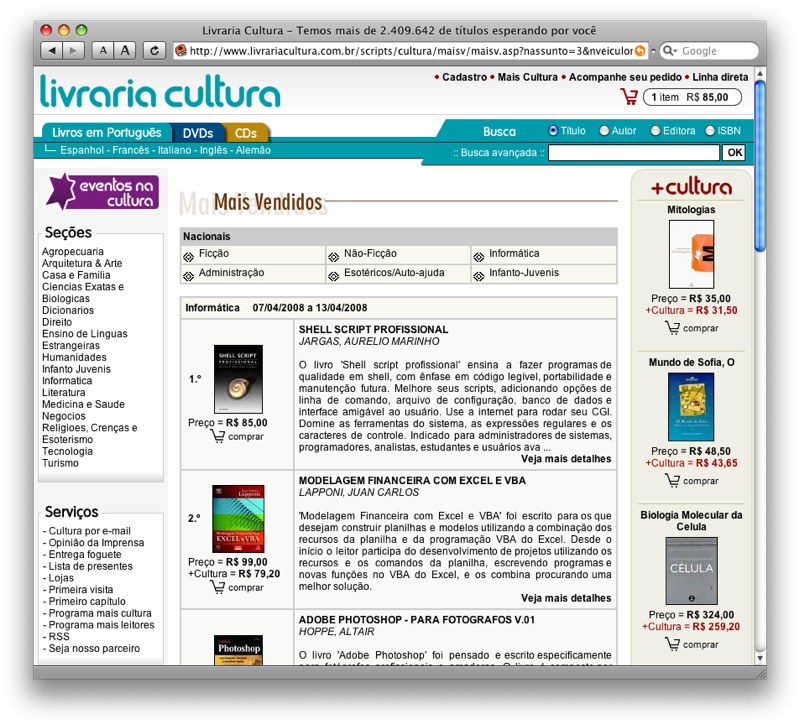 Livraria Cultura – Temos mais de 2.409.642 de títulos esperando por você
A A http://www.livrariacultura.com.br/scripts/cultura/maisv/maisv.asp?nassunto=3&nveiculor Google
livraria cultura
• Cadastro • Mais Cultura • Acompanhe seu pedido • Linha direta
1 item R$ 85,00
Livros em Português DVDs CDs
Espanhol - Francês - Italiano - Inglês - Alemão
Busca Título Autor Editora ISBN
:: Busca avançada :: OK
eventos na
cultura
Seções
Agropecuaria
Arquitetura & Arte
Casa e Familia
Ciencias Exatas e
Biologicas
Dicionarios
Direito
Ensino de Linguas
Estrangeiras
Humanidades
Infanto Juvenis
Informatica
Literatura
Medicina e Saude
Negocios
Religioes, Crenças e
Esoterismo
Tecnologia
Turismo
Serviços
- Cultura por e-mail
- Opinião da Imprensa
- Entrega foguete
- Lista de presentes
- Lojas
- Primeira visita
- Primeiro capítulo
- Programa mais cultura
- Programa mais leitores
- RSS
- Seja nosso parceiro
Mais Vendidos
Nacionais
Ficção Não-Ficção Informática
Administração Esotéricos/Auto-ajuda Infanto-Juvenis
Informática 07/04/2008 a 13/04/2008
1.º
SHELL SCRIPT
PROFISSIONAL
Preço = R$ 85,00
comprar
SHELL SCRIPT PROFISSIONAL
JARGAS, AURELIO MARINHO
O livro 'Shell script profissional' ensina a fazer programas de
qualidade em shell, com ênfase em código legível, portabilidade e
manutenção futura. Melhore seus scripts, adicionando opções de
linha de comando, arquivo de configuração, banco de dados e
interface amigável ao usuário. Use a internet para rodar seu CGI.
Domine as ferramentas do sistema, as expressões regulares e os
caracteres de controle. Indicado para administradores de sistemas,
programadores, analistas, estudantes e usuários ava ...
Veja mais detalhes
2.º
Lapponi
EXCEL e VBA
Preço = R$ 99,00
+Cultura = R$ 79,20
comprar
MODELAGEM FINANCEIRA COM EXCEL E VBA
LAPPONI, JUAN CARLOS
'Modelagem Financeira com Excel e VBA' foi escrito para os que
desejam construir planilhas e modelos utilizando a combinação dos
recursos da planilha e da programação VBA do Excel. Desde o
início o leitor participa do desenvolvimento de projetos utilizando os
recursos e os comandos da planilha, escrevendo programas e
novas funções no VBA do Excel, e os combina procurando uma
melhor solução.
Veja mais detalhes
Photoshop
ADOBE PHOTOSHOP - PARA FOTOGRAFOS V.01
HOPPE, ALTAIR
O livro 'Adobe Photoshop' foi pensado e escrito especificamente
para fotógrafos profissionais e amadores. O livro é composto por
+cultura
Mitologias
M
Preço = R$ 35,00
+Cultura = R$ 31,50
comprar
Mundo de Sofia, O
Preço = R$ 48,50
+Cultura = R$ 43,65
comprar
Biologia Molecular da
Celula
CÉLULA
Preço = R$ 324,00
+Cultura = R$ 259,20
comprar